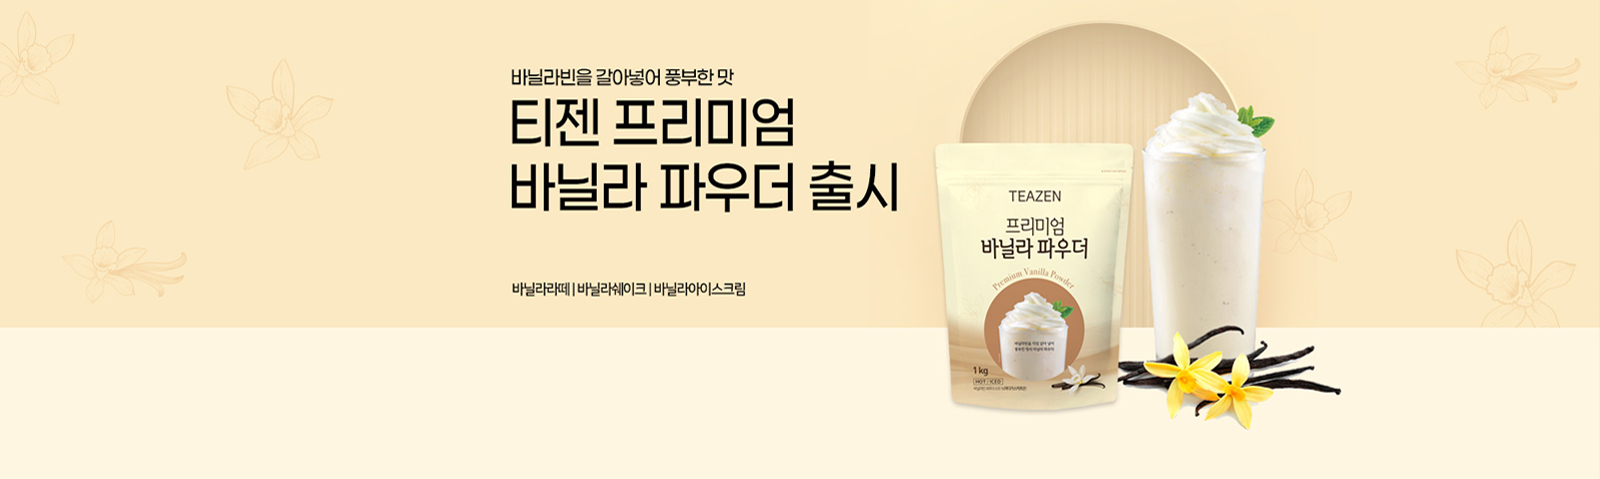 바닐라빈을 갈아넣어 풍부한 맛
티젠 프리미엄
바닐라 파우더 출시
바닐라라떼 | 바닐라쉐이크 | 바닐라아이스크림
TEAZEN
프리미엄
바닐라 파우더
Premium Vanilla Powder
1 kg
HOT / ICED